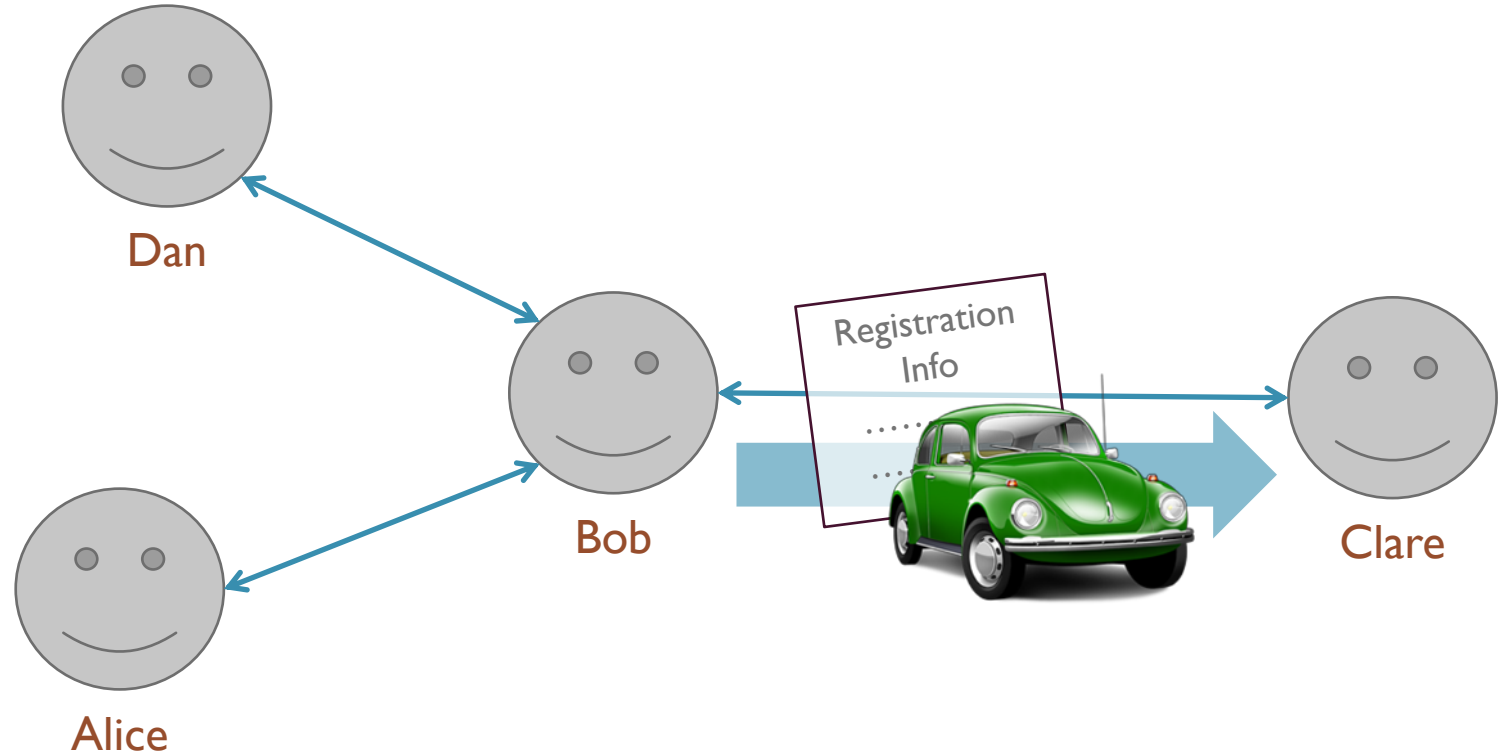 Dan
Registration
Info
.......
....
Bob
Clare
Alice